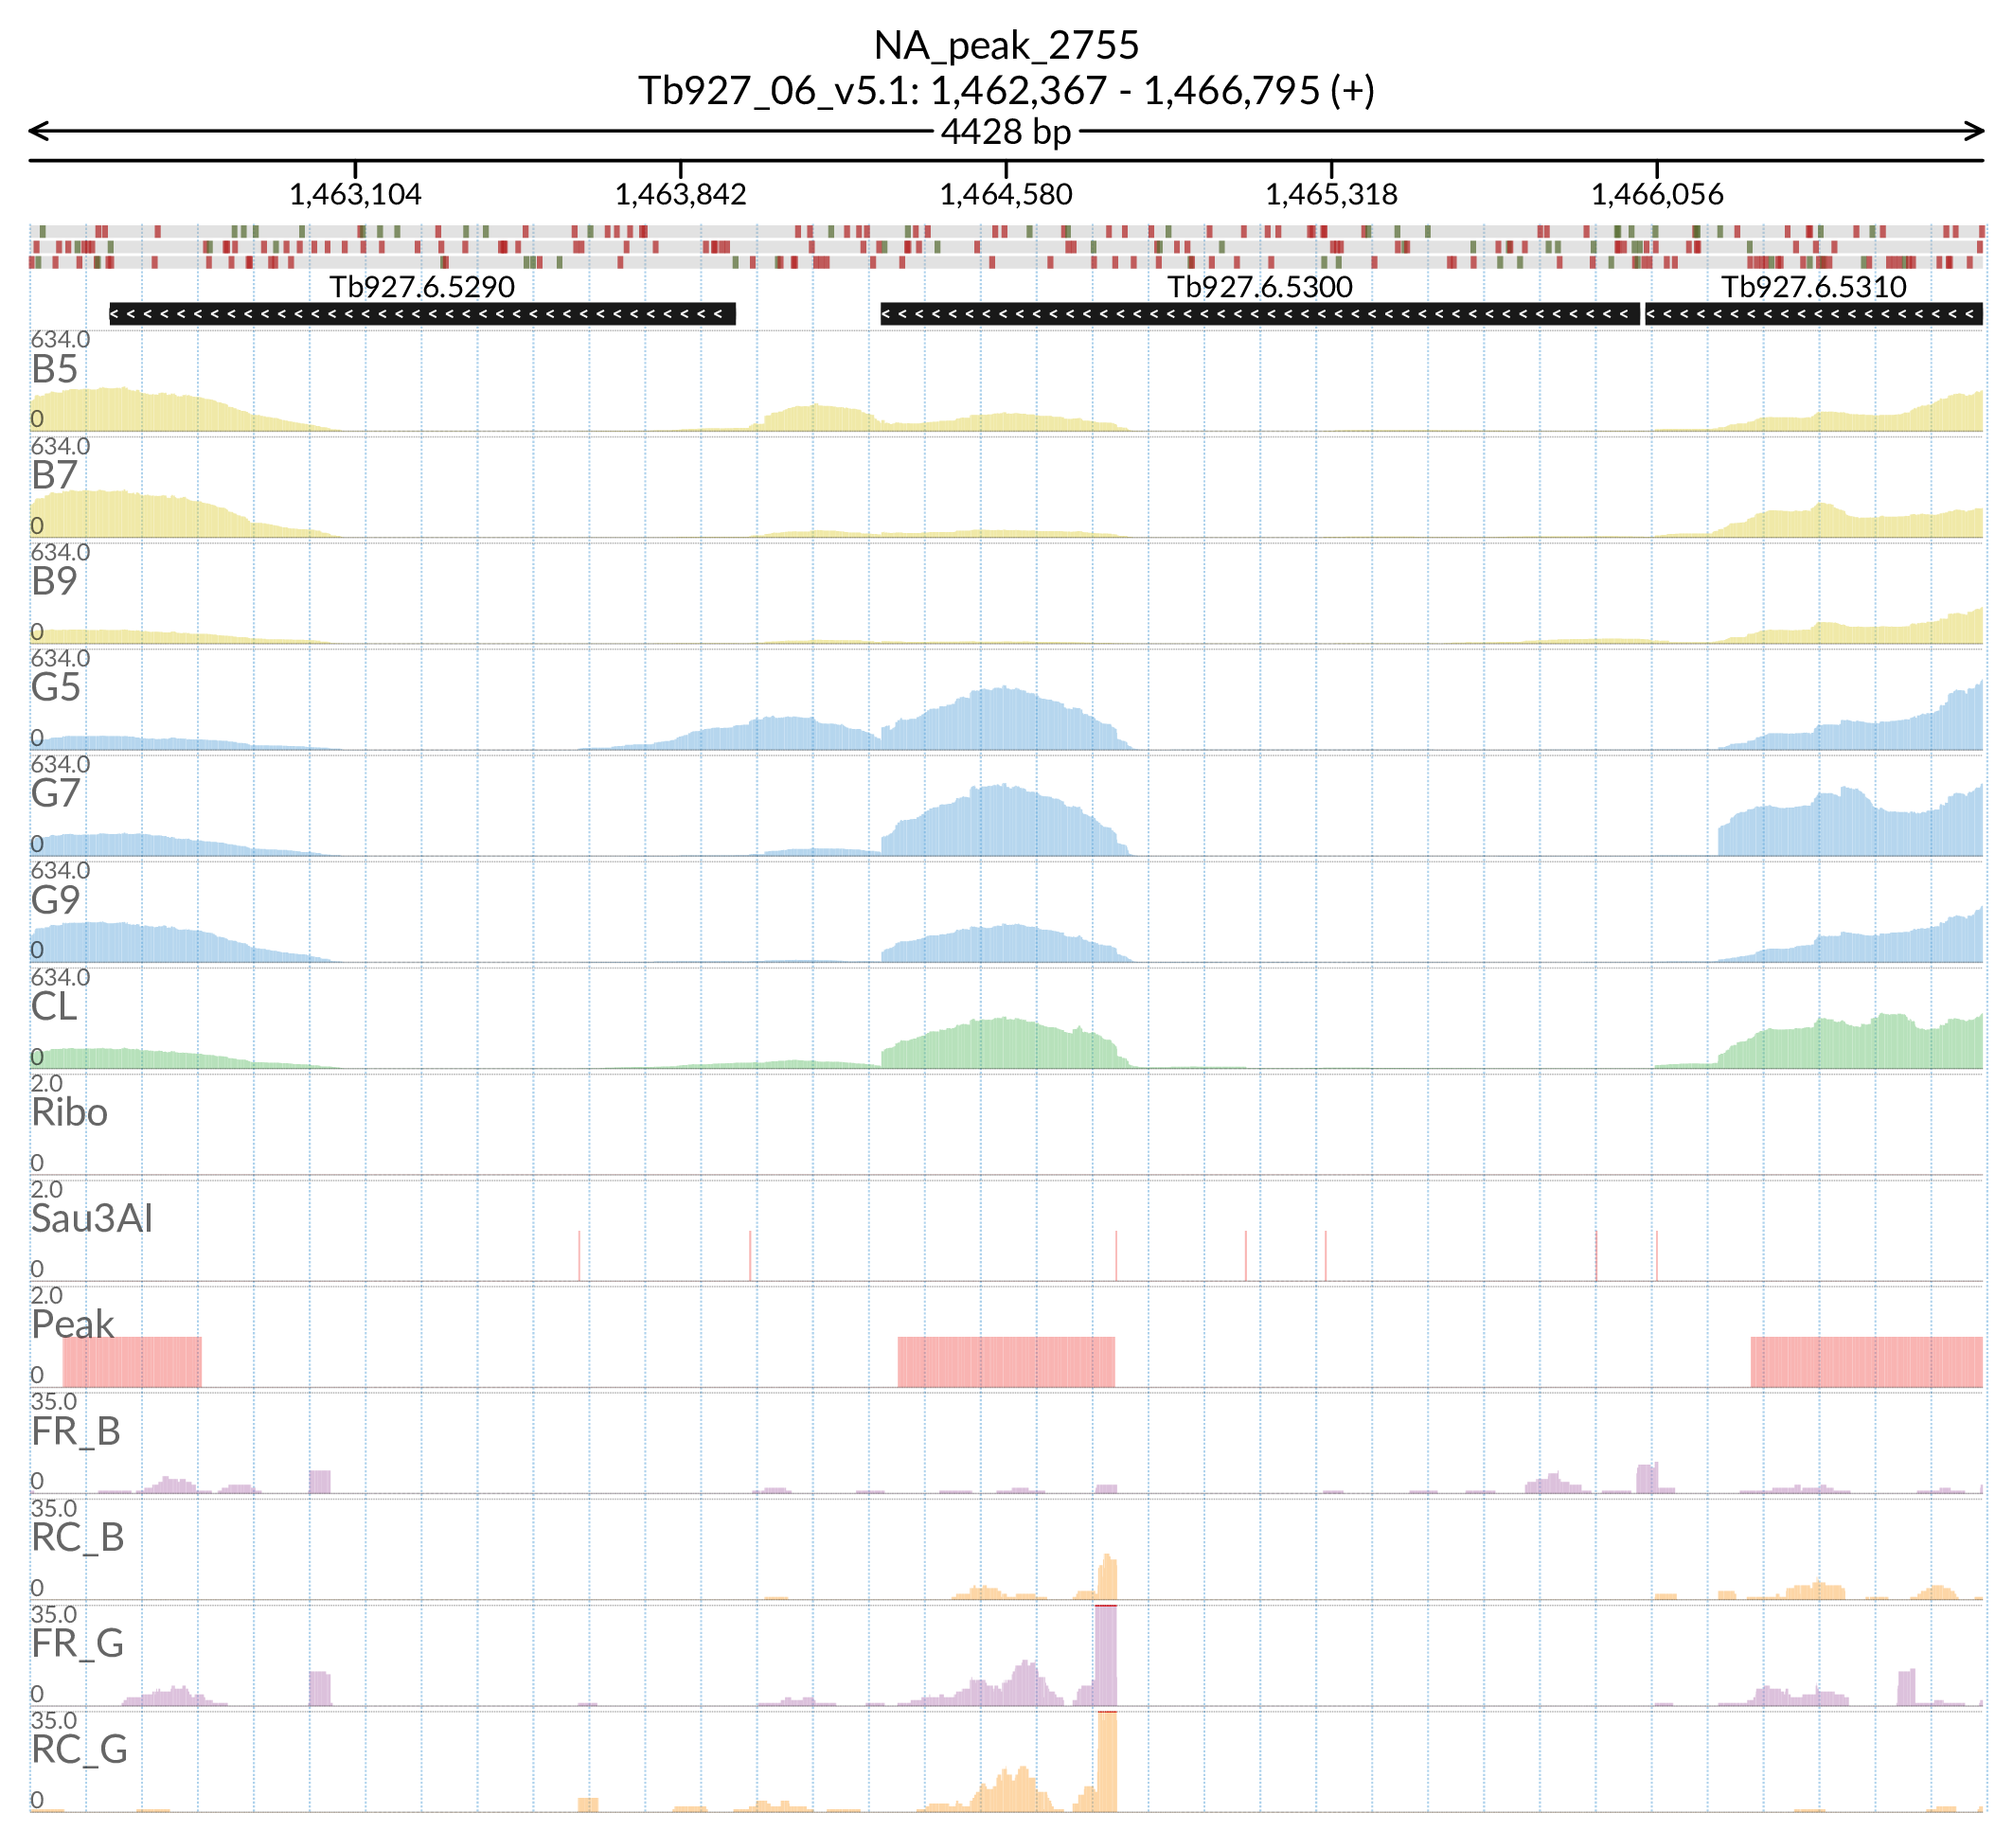 NA_peak_2755
Tb927_06_v5.1: 1,462,367 - 1,466,795 (+)
4428 bp
1,463,104 1,463,842 1,464,580 1,465,318 1,466,056
Tb927.6.5290 Tb927.6.5300 Tb927.6.5310
634.0
B5
0
634.0
B7
0
634.0
B9
0
634.0
G5
0
634.0
G7
0
634.0
G9
0
634.0
CL
0
2.0
Ribo
0
2.0
Sau3AI
0
2.0
Peak
0
35.0
FR_B
0
35.0
RC_B
0
35.0
FR_G
0
35.0
RC_G
0